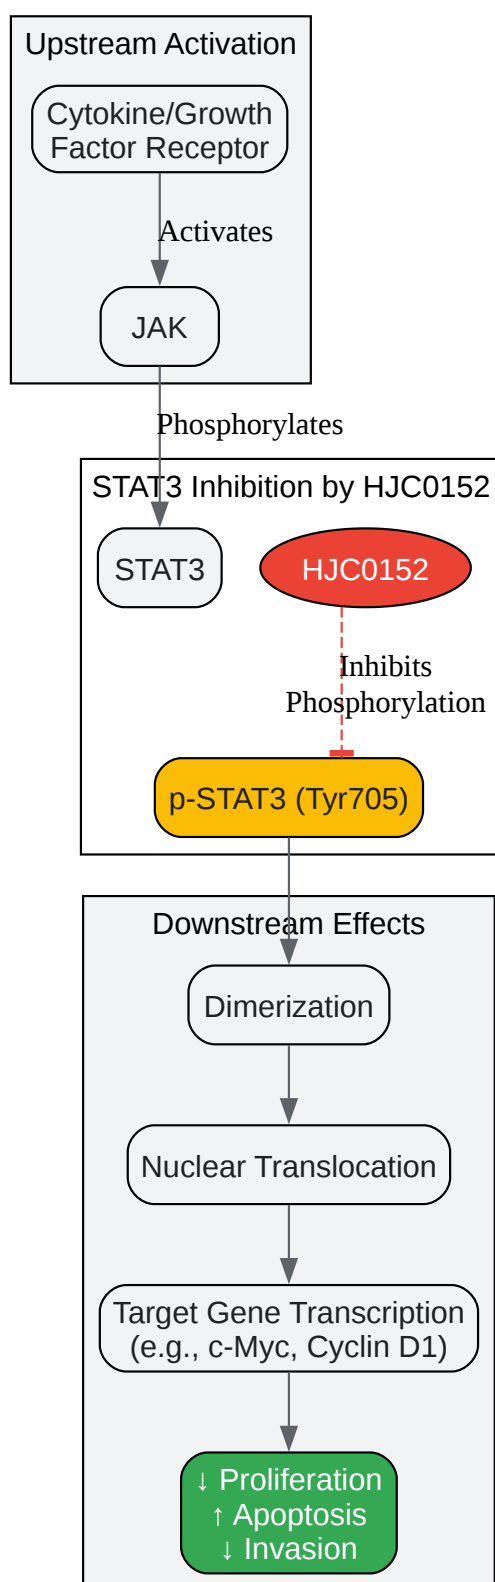 Upstream Activation
Cytokine/Growth
Factor Receptor
Activates
JAK
Phosphorylates
STAT3 Inhibition by HJC0152
STAT3
HJC0152
Inhibits
Phosphorylation
p-STAT3 (Tyr705)
Downstream Effects
Dimerization
Nuclear Translocation
Target Gene Transcription
(e.g., c-Myc, Cyclin D1)
↓ Proliferation
↑ Apoptosis
↓ Invasion